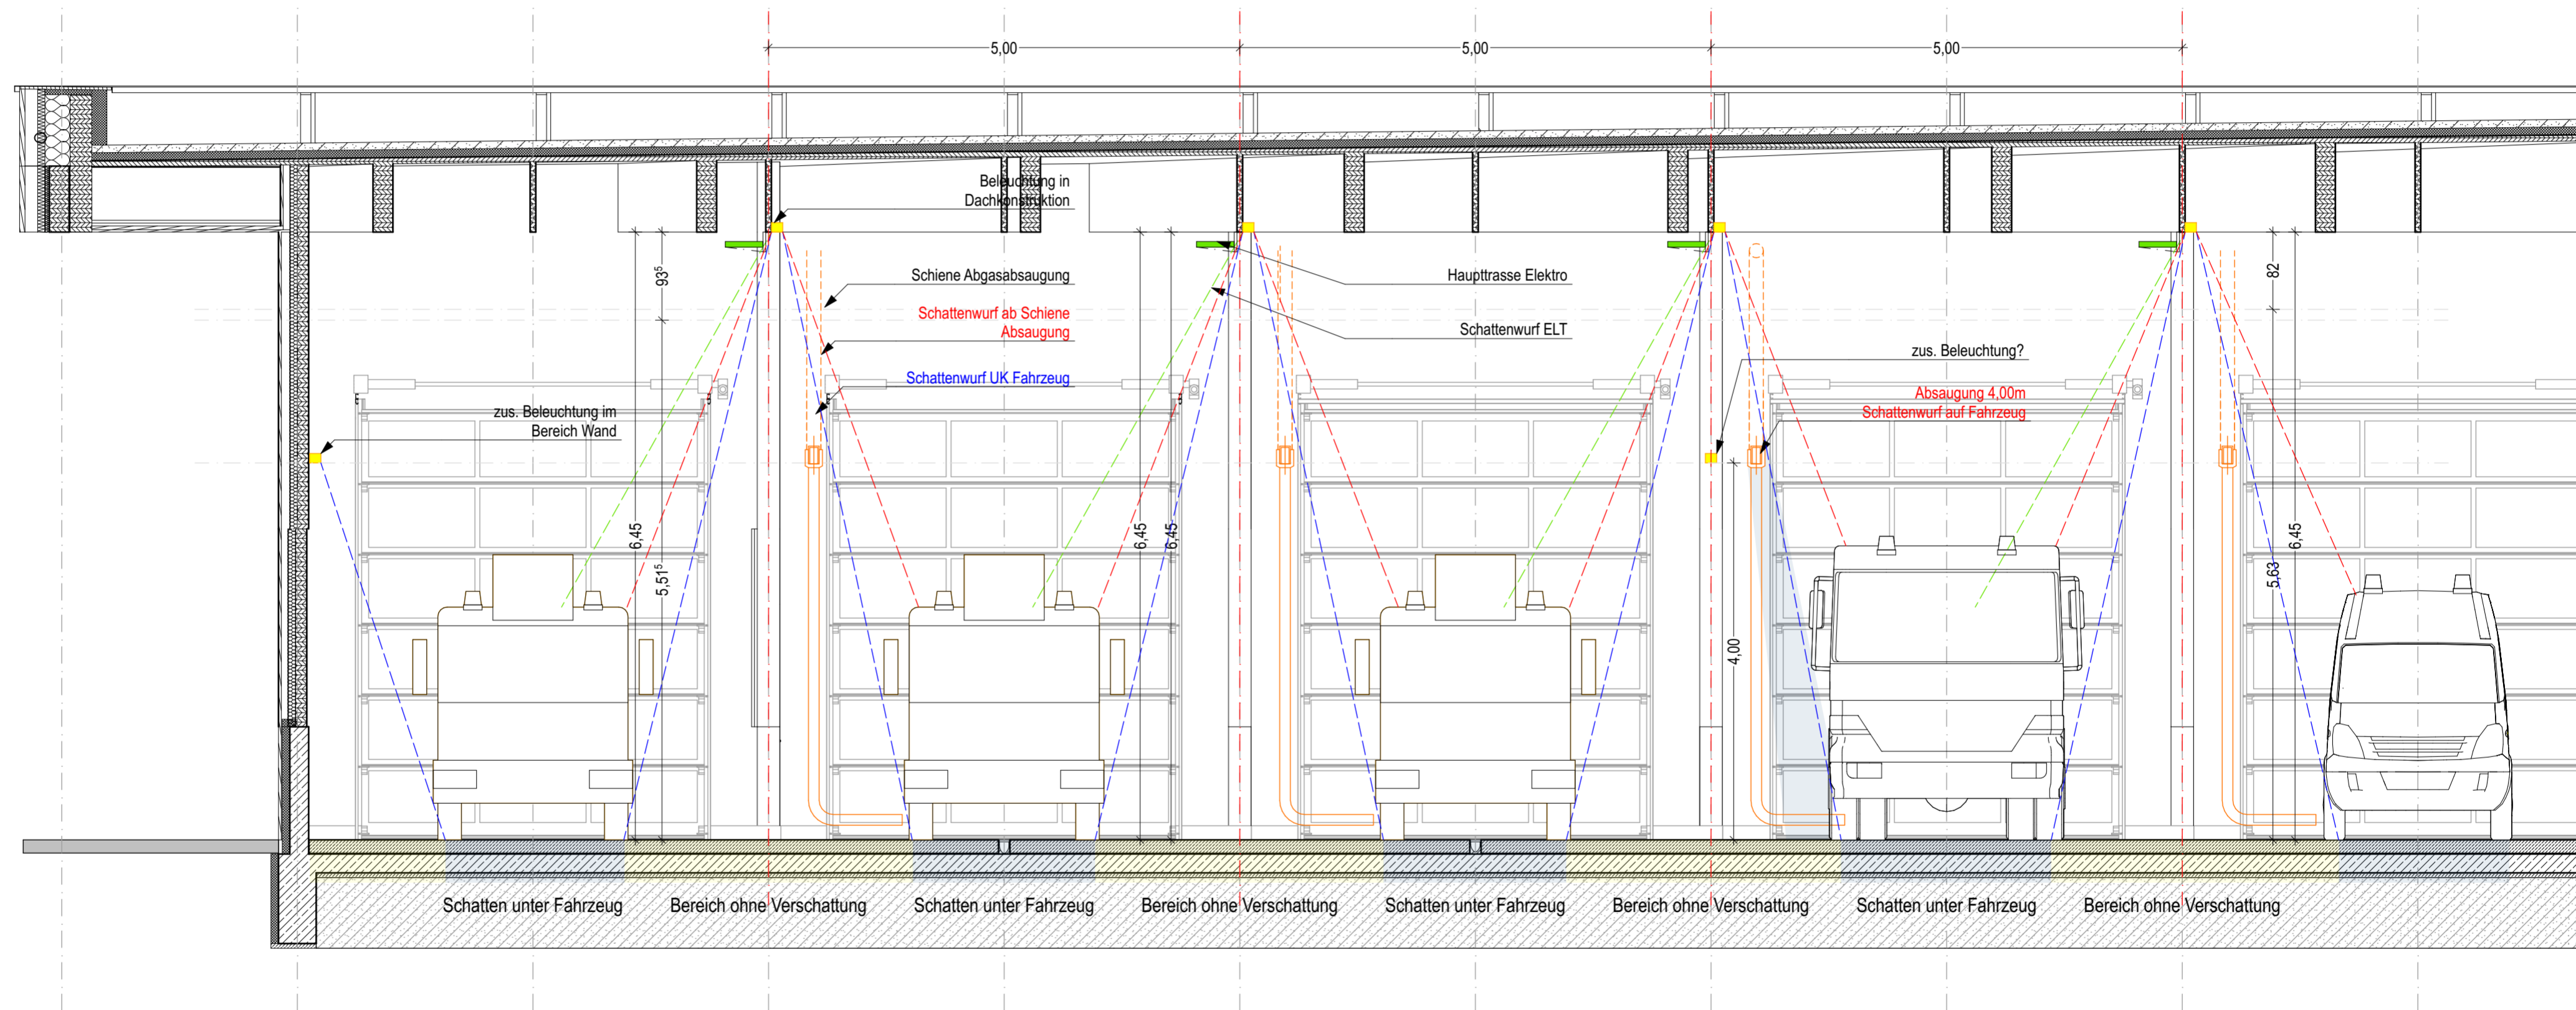 5,00
5,00
5,00
Beleuchtung in
Dachkonstruktion
93⁵
82
Schiene Abgasabsaugung
Haupttrasse Elektro
Schattenwurf ab Schiene
Absaugung
Schattenwurf ELT
zus. Beleuchtung?
Schattenwurf UK Fahrzeug
Absaugung 4,00m
Schattenwurf auf Fahrzeug
zus. Beleuchtung im
Bereich Wand
6,45
5,51⁵
6,45
6,45
4,00
5,63
6,45
Schatten unter Fahrzeug
Bereich ohne Verschattung
Schatten unter Fahrzeug
Bereich ohne Verschattung
Schatten unter Fahrzeug
Bereich ohne Verschattung
Schatten unter Fahrzeug
Bereich ohne Verschattung